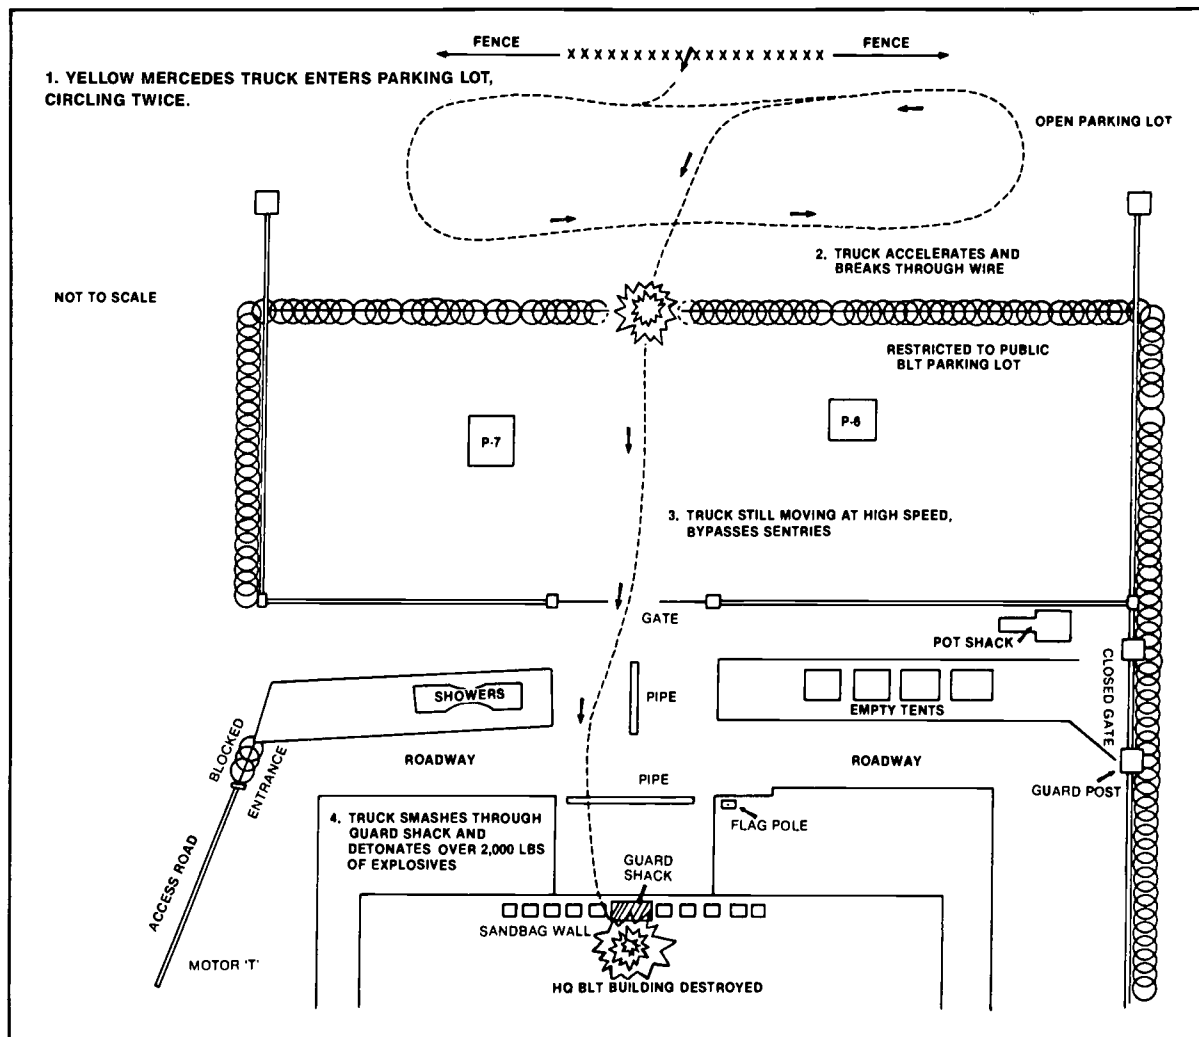 FENCE
X X X X X X X X X X X X X X X X X X X
FENCE
1. YELLOW MERCEDES TRUCK ENTERS PARKING LOT,
CIRCLING TWICE.
OPEN PARKING LOT
2. TRUCK ACCELERATES AND
BREAKS THROUGH WIRE
NOT TO SCALE
RESTRICTED TO PUBLIC
BLT PARKING LOT
P-7
P-6
3. TRUCK STILL MOVING AT HIGH SPEED,
BYPASSES SENTRIES
GATE
POT SHACK
CLOSED GATE
SHOWERS
PIPE
EMPTY TENTS
BLOCKED
ENTRANCE
ROADWAY
ROADWAY
PIPE
GUARD POST
FLAG POLE
4. TRUCK SMASHES THROUGH
GUARD SHACK AND
DETONATES OVER 2,000 LBS
OF EXPLOSIVES
GUARD
SHACK
ACCESS ROAD
SANDBAG WALL
MOTOR 'T'
HQ BLT BUILDING DESTROYED